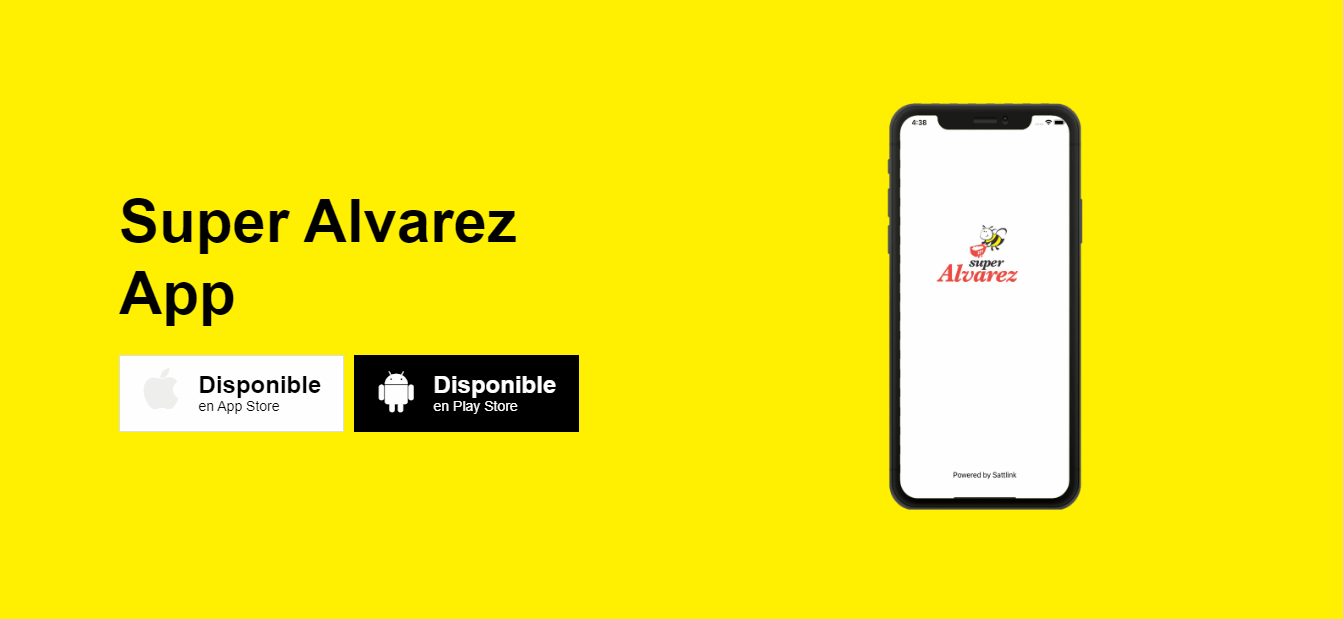 Super Alvarez
App
Disponible
en App Store
Disponible
en Play Store
4:38
super
Alvarez
Powered by Sattlink